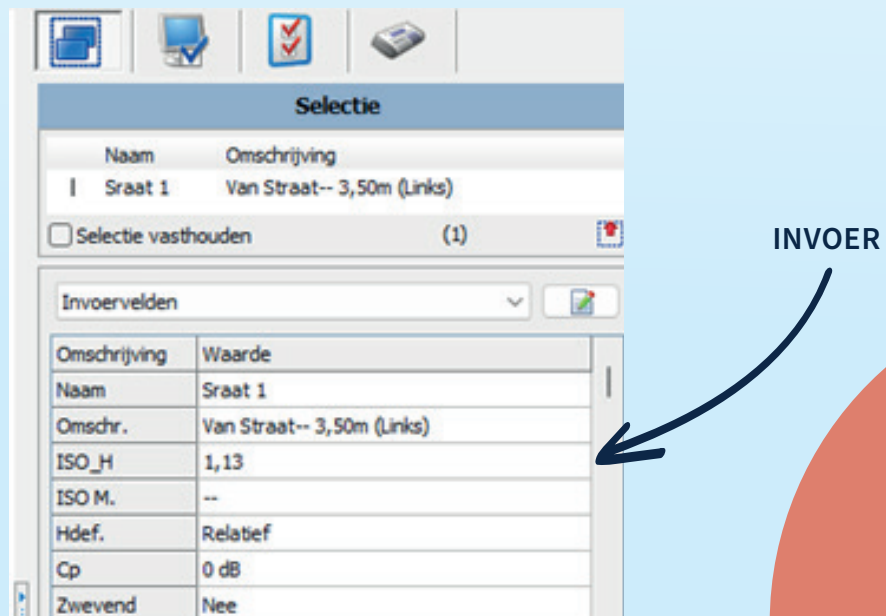 Selectie
Naam Omschrijving
Sraat 1 Van Straat-- 3,50m (Links)
Selectie vasthouden (1)
INVOER
Invoervelden
Omschrijving Waarde
Naam Sraat 1
Omschr. Van Straat-- 3,50m (Links)
ISO_H 1,13
ISO M. --
Hdef. Relatief
Cp 0 dB
Zwevend Nee